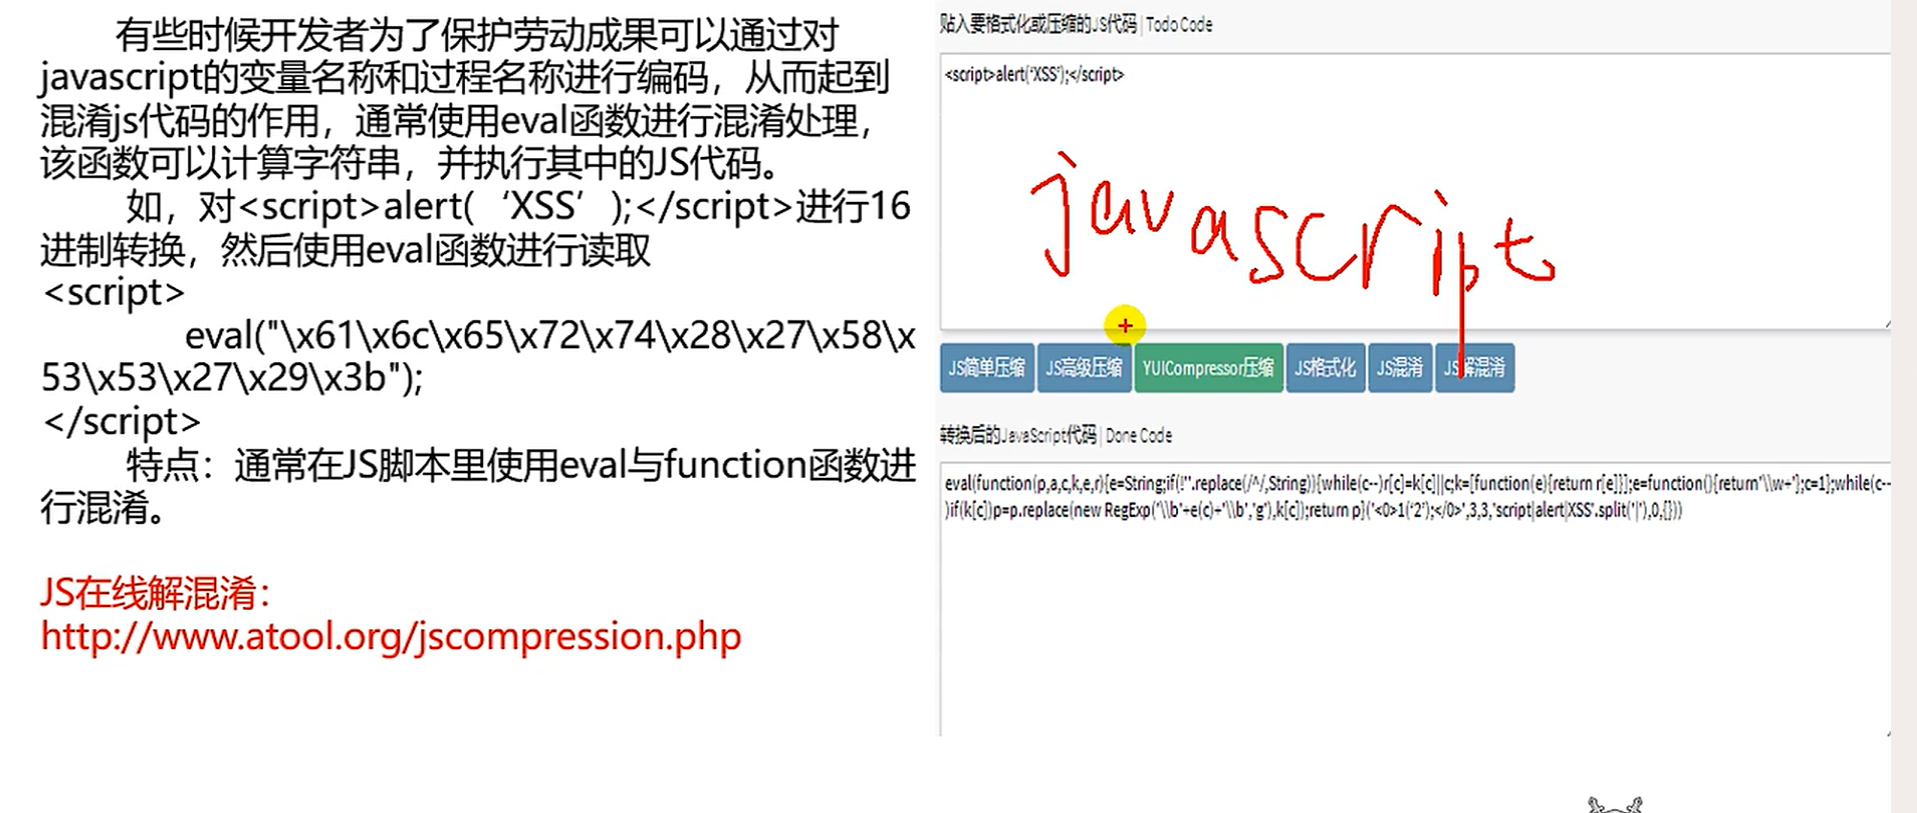 有些时候开发者为了保护劳动成果可以通过对
javascript的变量名称和过程名称进行编码，从而起到
混淆js代码的作用，通常使用eval函数进行混淆处理，
该函数可以计算字符串，并执行其中的JS代码。
如，对<script>alert(‘XSS’);</script>进行16
进制转换，然后使用eval函数进行读取
<script>
eval("\x61\x6c\x65\x72\x74\x28\x27\x58\x
53\x53\x27\x29\x3b");
</script>
特点：通常在JS脚本里使用eval与function函数进
行混淆。
JS在线解混淆：
http://www.atool.org/jscompression.php
贴入要格式化或压缩的JS代码 | Todo Code
<script>alert(‘XSS’);</script>
javascript
JS简单压缩 JS高级压缩 YUICompressor压缩 JS格式化 JS混淆 JS解混淆
转换后的JavaScript代码 | Done Code
eval(function(p,a,c,k,e,r){e=String;if(!''.replace(/^/,String)){while(c--)r[c]=k[c]||c;k=[function(e){return r[e]}];e=function(){return'\\w+'};c=1};while(c--
)if(k[c])p=p.replace(new RegExp('\\b'+e(c)+'\\b','g'),k[c]);return p}('<0>1(‘2’);</0>',3,3,'script|alert|XSS'.split('|'),0,{}))